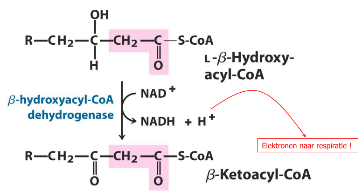 OH
R—CH₂—C—CH₂—C—S-CoA
H
O
L-β-Hydroxy-
acyl-CoA
β-hydroxyacyl-CoA
dehydrogenase
NAD⁺
NADH + H⁺
Elektronen naar respiratie !
R—CH₂—C—CH₂—C—S-CoA
O
O
β-Ketoacyl-CoA